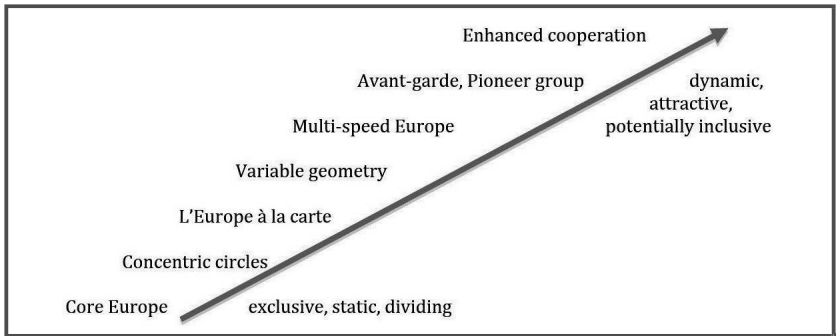 Enhanced cooperation
Avant-garde, Pioneer group
dynamic,
attractive,
potentially inclusive
Multi-speed Europe
Variable geometry
L’Europe à la carte
Concentric circles
Core Europe
exclusive, static, dividing